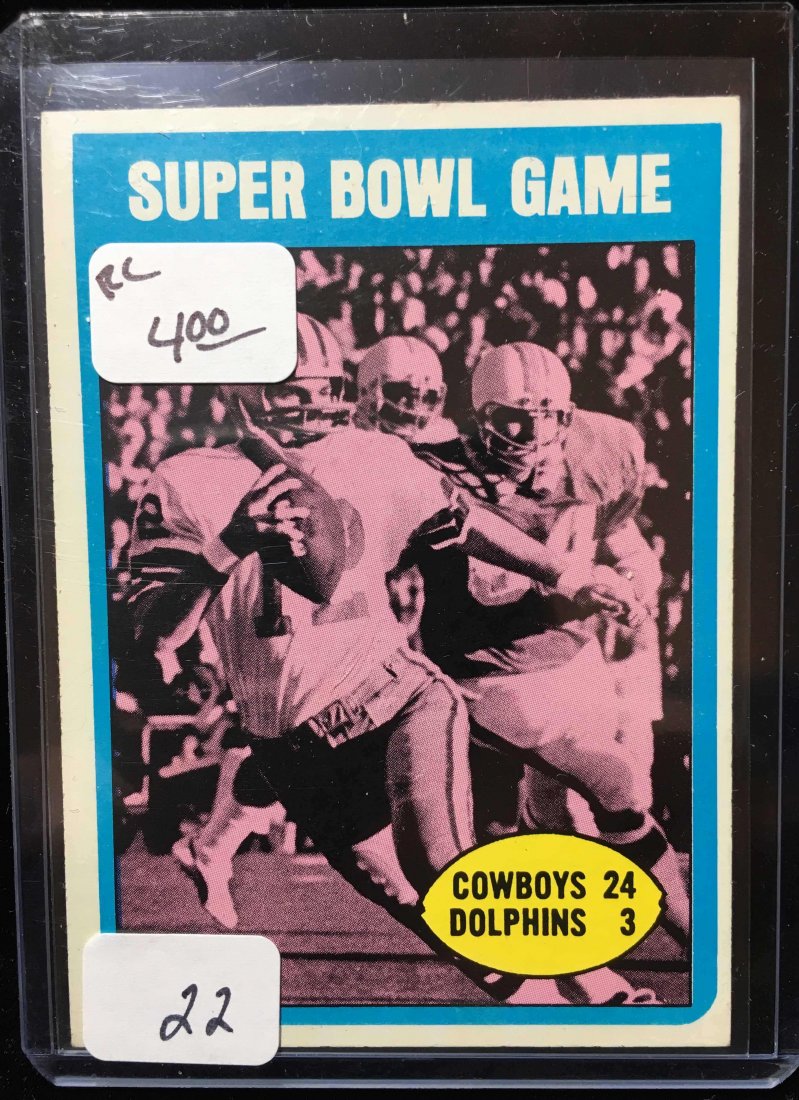 SUPER BOWL GAME
RC
400
COWBOYS 24
DOLPHINS 3
22